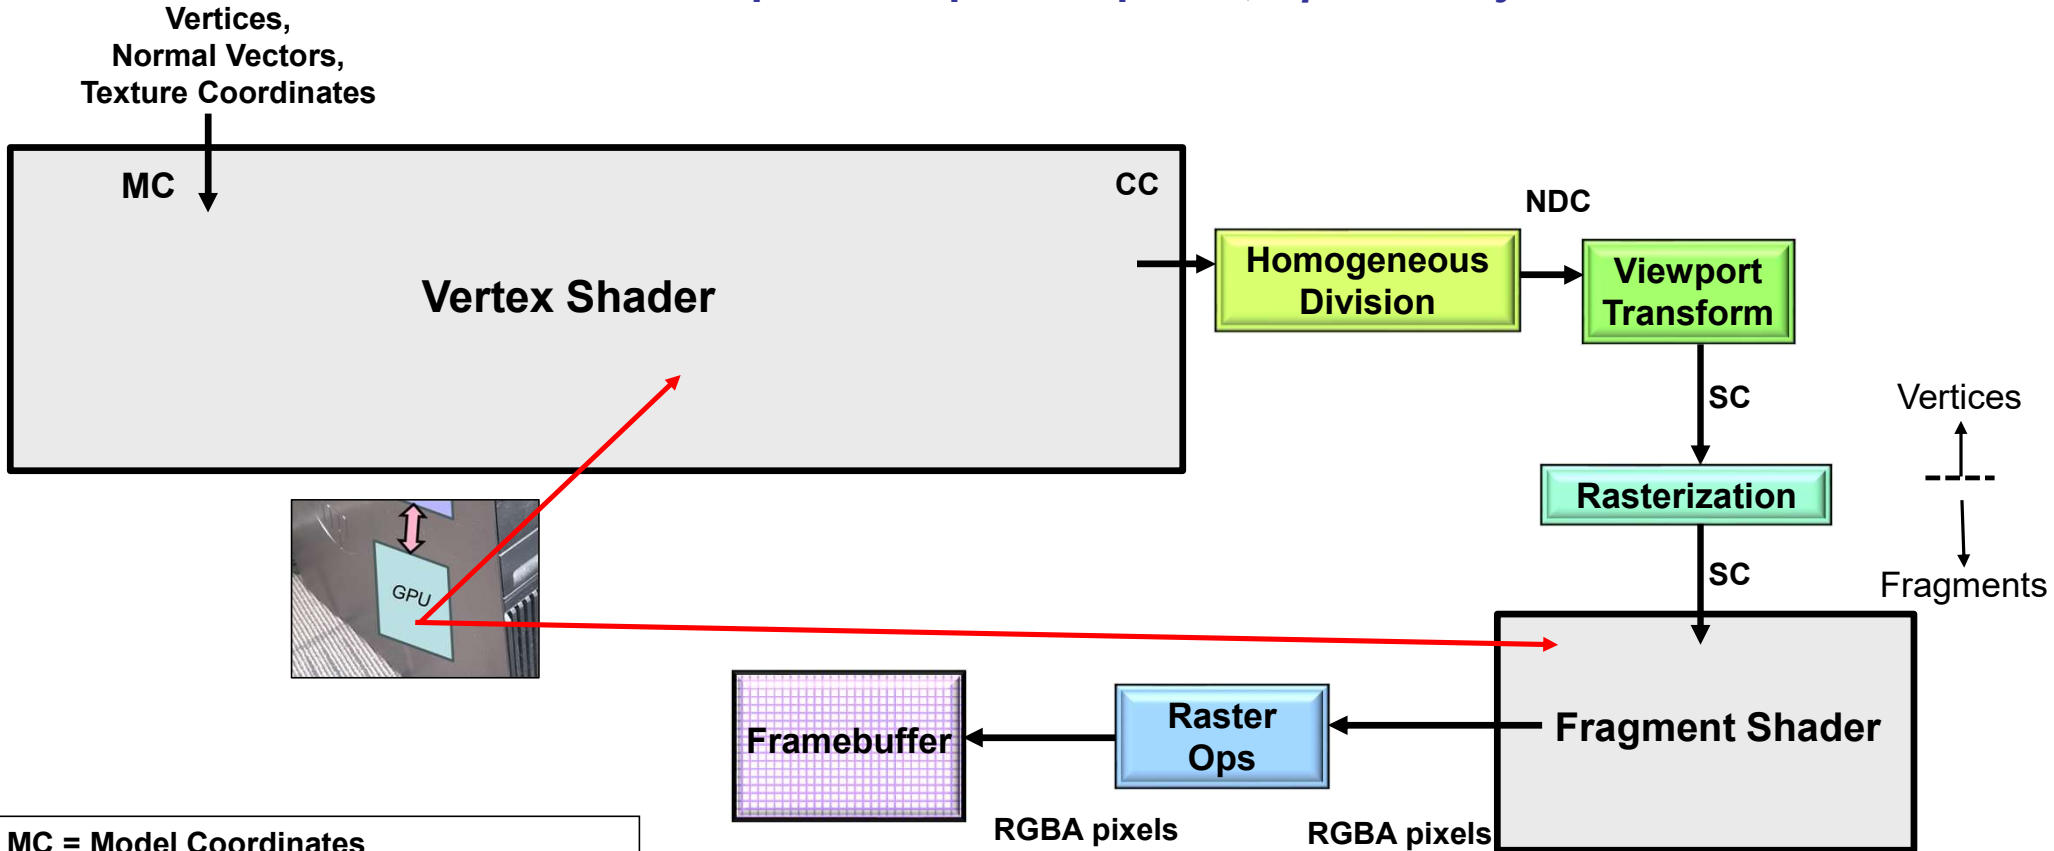 Vertices,
Normal Vectors,
Texture Coordinates
MC
CC
Vertex Shader
Homogeneous
Division
NDC
Viewport
Transform
SC
Vertices
Rasterization
SC
Fragments
GPU
Fragment Shader
Raster
Ops
Framebuffer
RGBA pixels
RGBA pixels
MC = Model Coordinates